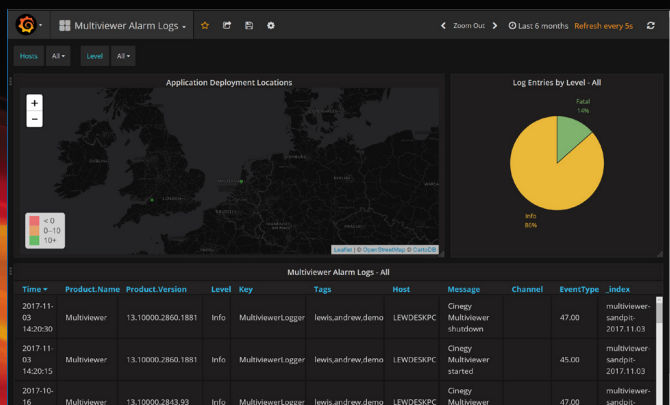 Multiviewer Alarm Logs
Zoom Out
Last 6 months Refresh every 5s
Hosts All Level All
Application Deployment Locations
+
−
LONDON
< 0
0–10
10+
Leaflet | © OpenStreetMap © CartoDB
Log Entries by Level - All
Fatal
14%
Info
86%
Multiviewer Alarm Logs - All
Time Product.Name Product.Version Level Key Tags Host Message Channel EventType _index
2017-11-
03
14:20:30 Multiviewer 13.10000.2860.1881 Info MultiviewerLogger lewis,andrew,demo LEWDESKPC Cinegy
Multiviewer
shutdown 47.00 multiviewer-
sandpit-
2017.11.03
2017-11-
03
14:20:15 Multiviewer 13.10000.2860.1881 Info MultiviewerLogger lewis,andrew,demo LEWDESKPC Cinegy
Multiviewer
started 45.00 multiviewer-
sandpit-
2017.11.03
2017-10-
16 Multiviewer 13.10000.2843.93 Info MultiviewerLogger lewis,andrew,demo LEWDESKPC Cinegy
Multiviewer 47.00 multiviewer-
sandpit-